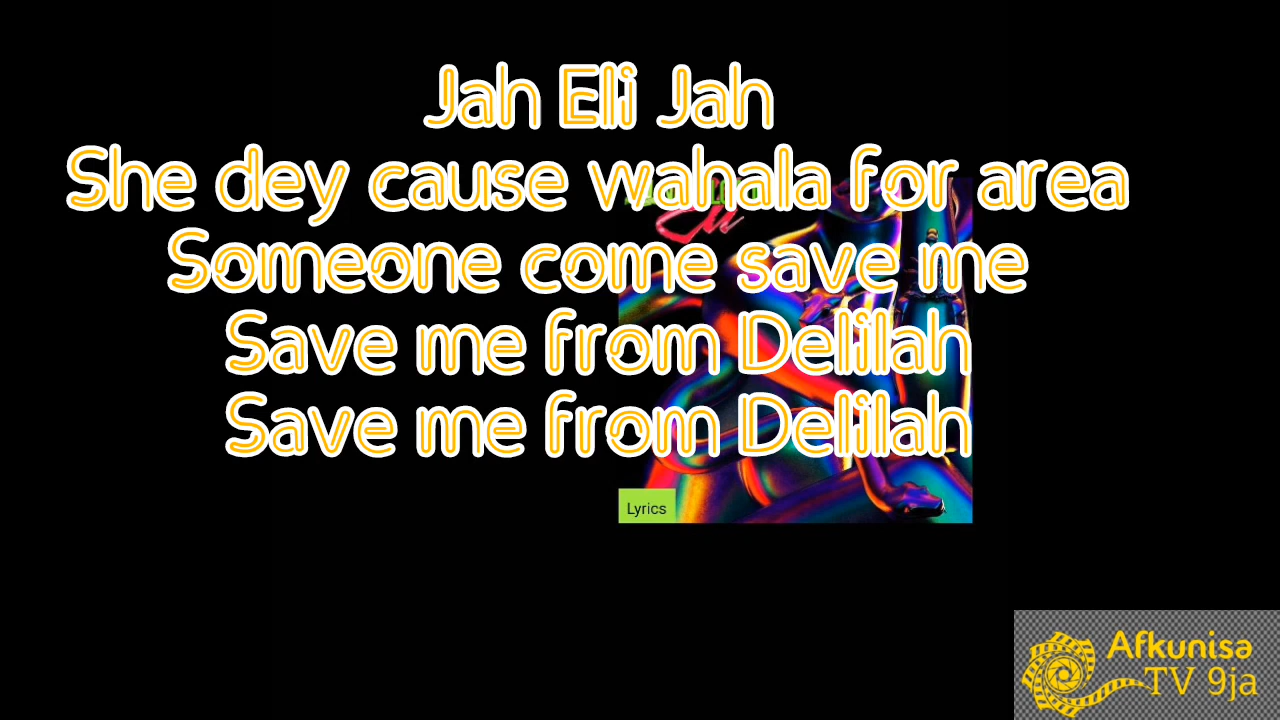 Jah Eli Jah
She dey cause wahala for area
Someone come save me
Save me from Delilah
Save me from Delilah
Lyrics
Afkunisa
TV 9ja